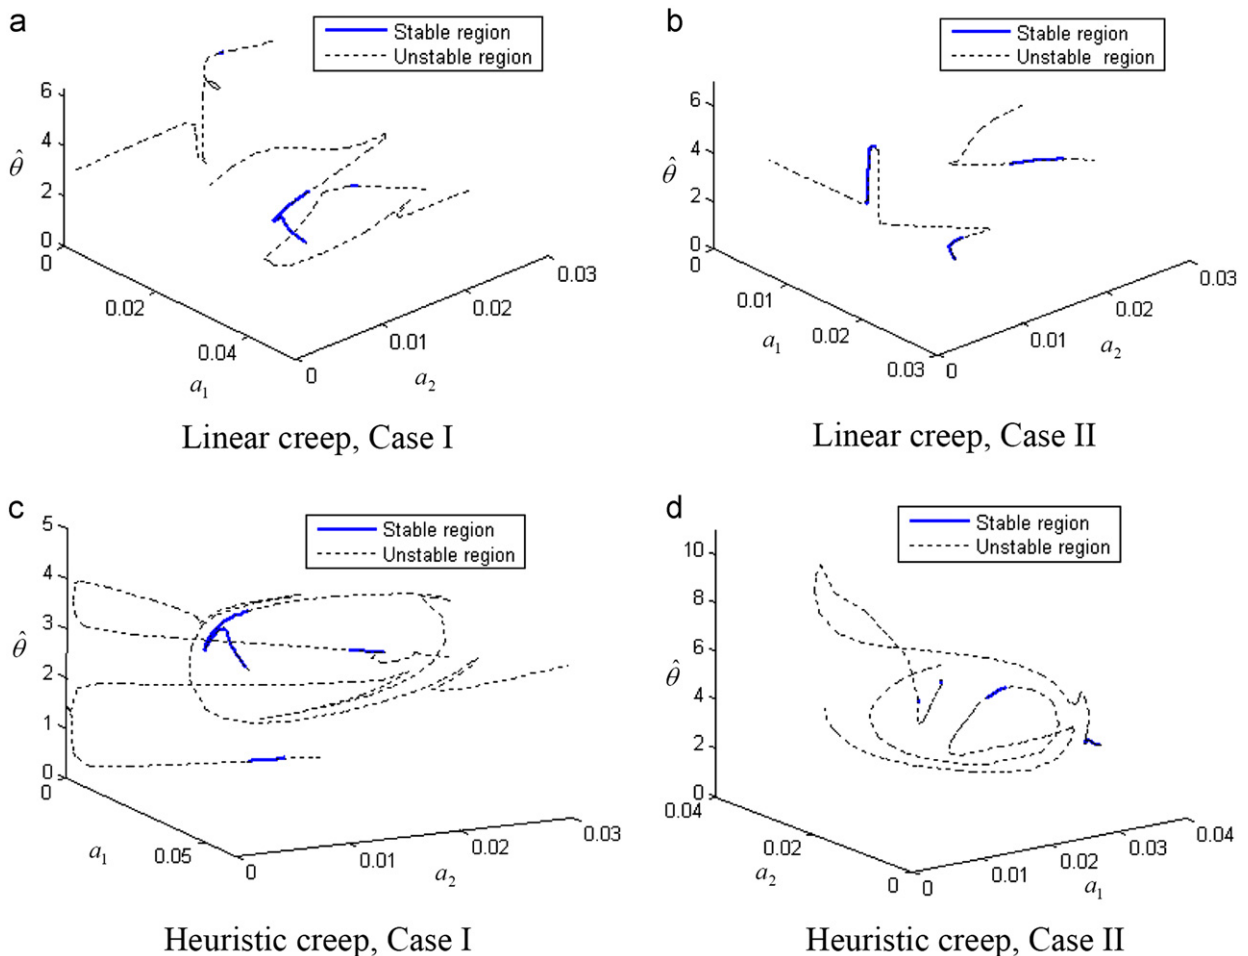 a
Stable region
Unstable region
6
4
2
0
θ̂
0
0.02
0.04
a₁
0
0.01
0.02
0.03
a₂
Linear creep, Case I
b
Stable region
Unstable region
6
4
2
0
θ̂
0
0.01
0.02
0.03
a₁
0
0.01
0.02
0.03
a₂
Linear creep, Case II
c
Stable region
Unstable region
5
4
3
2
1
0
θ̂
0
0.05
a₁
0
0.01
0.02
0.03
a₂
Heuristic creep, Case I
d
Stable region
Unstable region
10
8
6
4
2
0
θ̂
0.04
0.02
0
a₂
0
0.01
0.02
0.03
0.04
a₁
Heuristic creep, Case II